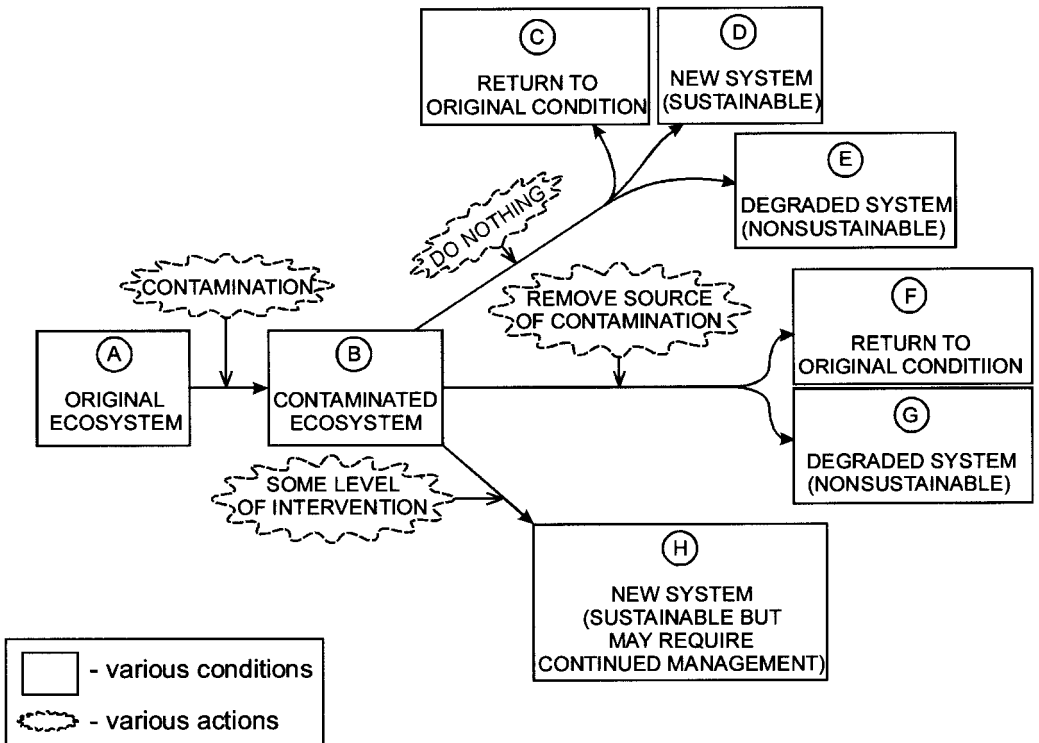 C
RETURN TO
ORIGINAL CONDITION
D
NEW SYSTEM
(SUSTAINABLE)
E
DEGRADED SYSTEM
(NONSUSTAINABLE)
DO NOTHING
CONTAMINATION
REMOVE SOURCE
OF CONTAMINATION
F
RETURN TO
ORIGINAL CONDITIION
A
ORIGINAL
ECOSYSTEM
B
CONTAMINATED
ECOSYSTEM
G
DEGRADED SYSTEM
(NONSUSTAINABLE)
SOME LEVEL
OF INTERVENTION
H
NEW SYSTEM
(SUSTAINABLE BUT
MAY REQUIRE
CONTINUED MANAGEMENT)
- various conditions
- various actions